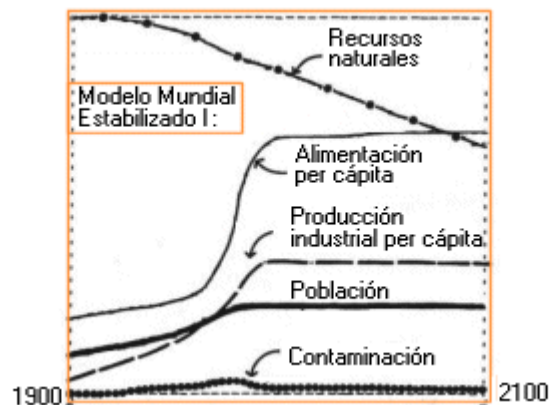 Recursos
naturales
Modelo Mundial
Estabilizado I:
Alimentación
per cápita
Producción
industrial per cápita
Población
Contaminación
1900
2100